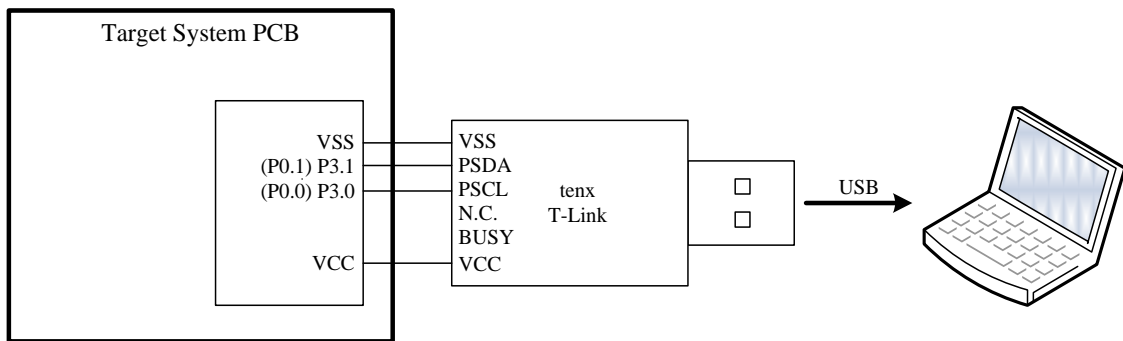 Target System PCB
VSS
(P0.1) P3.1
(P0.0) P3.0
VCC
VSS
PSDA
PSCL
N.C.
BUSY
VCC
tenx
T-Link
USB